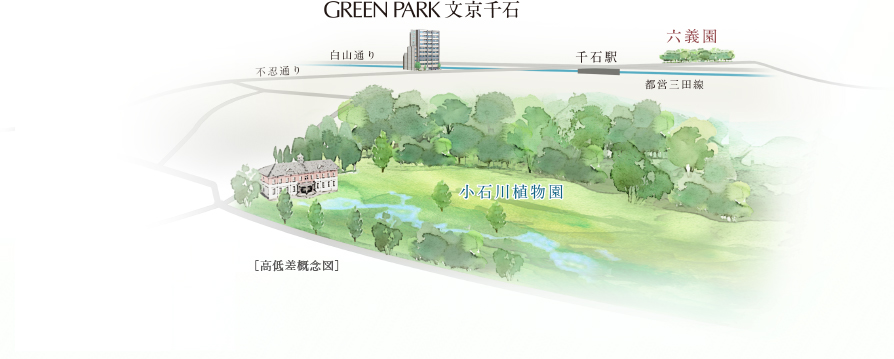 GREEN PARK 文京千石
六義園
白山通り
千石駅
不忍通り
都営三田線
小石川植物園
［高低差概念図］